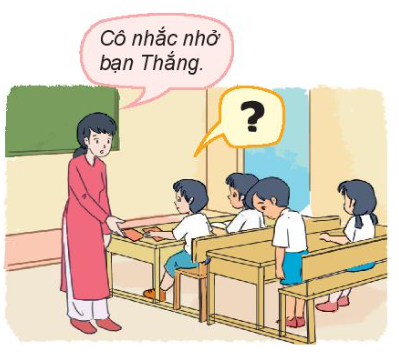 Cô nhắc nhở
bạn Thắng.
?